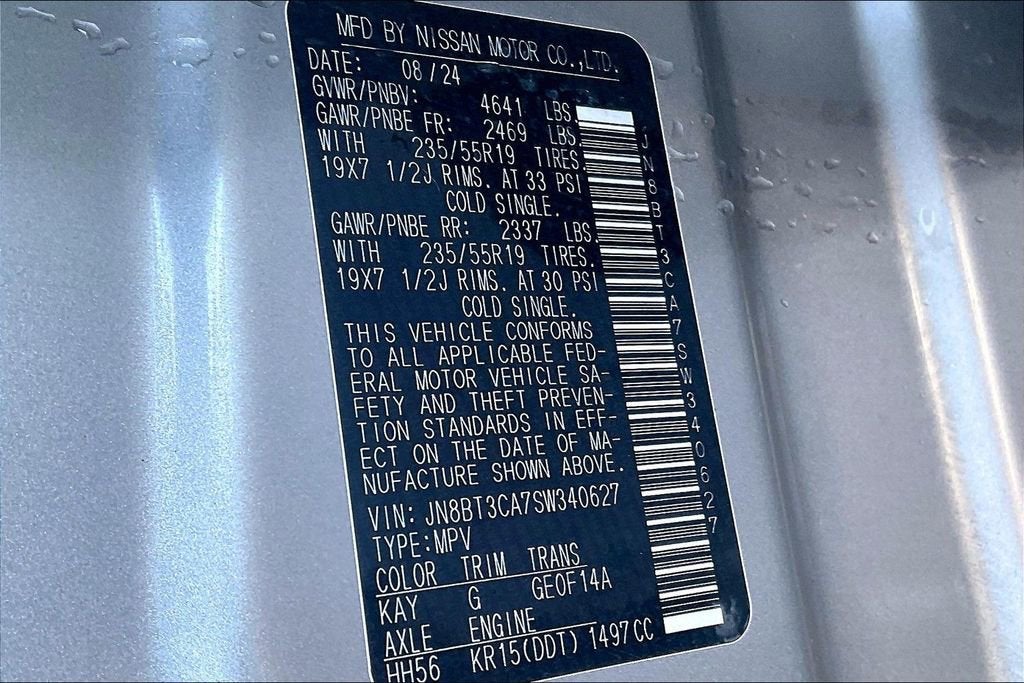 MFD BY NISSAN MOTOR CO.,LTD.
DATE: 08/24
GVWR/PNBV: 4641 LBS.
GAWR/PNBE FR: 2469 LBS.
WITH 235/55R19 TIRES.
19X7 1/2J RIMS. AT 33 PSI
COLD SINGLE.
GAWR/PNBE RR: 2337 LBS.
WITH 235/55R19 TIRES.
19X7 1/2J RIMS. AT 30 PSI
COLD SINGLE.
THIS VEHICLE CONFORMS
TO ALL APPLICABLE FED-
ERAL MOTOR VEHICLE SA-
FETY AND THEFT PREVEN-
TION STANDARDS IN EFF-
ECT ON THE DATE OF MA-
NUFACTURE SHOWN ABOVE.
VIN: JN8BT3CA7SW340627
TYPE:MPV
COLOR TRIM TRANS
KAY G GEOF14A
AXLE ENGINE
HH56 KR15(DDT) 1497CC
JN8BT3CA7SW340627